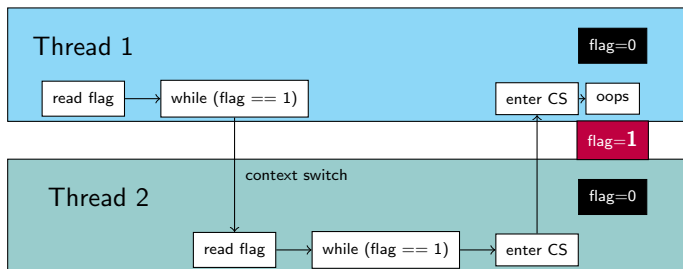 Thread 1
flag=0
read flag
while (flag == 1)
enter CS
oops
flag=1
context switch
Thread 2
flag=0
read flag
while (flag == 1)
enter CS